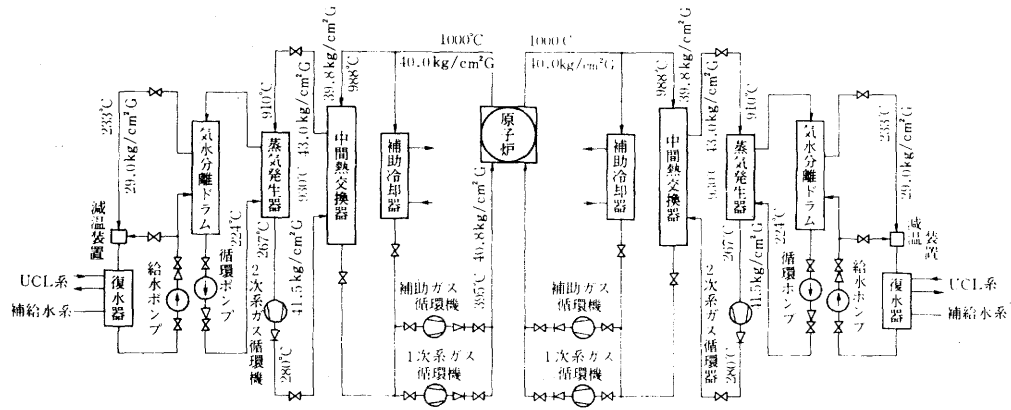 1000℃
40.0kg/cm²G
39.8kg/cm²G
988℃
43.0kg/cm²G
910℃
233℃
29.0kg/cm²G
気水分離ドラム
蒸気発生器
930℃
中間熱交換器
補助冷却器
原子炉
減温装置
224℃
267℃
41.5kg/cm²G
40.8kg/cm²G
395℃
UCL系
補給水系
復水器
給水ポンプ
循環ポンプ
2次系ガス循環機
280℃
補助ガス
循環機
1次系ガス
循環機
1000℃
40.0kg/cm²G
988℃
39.8kg/cm²G
43.0kg/cm²G
910℃
233℃
29.0kg/cm²G
補助冷却器
中間熱交換器
930℃
蒸気発生器
気水分離ドラム
267℃
224℃
減温装置
41.5kg/cm²G
補助ガス
循環機
1次系ガス
循環機
2次系ガス循環器
280℃
循環ポンプ
給水ポンプ
復水器
UCL系
補給水系